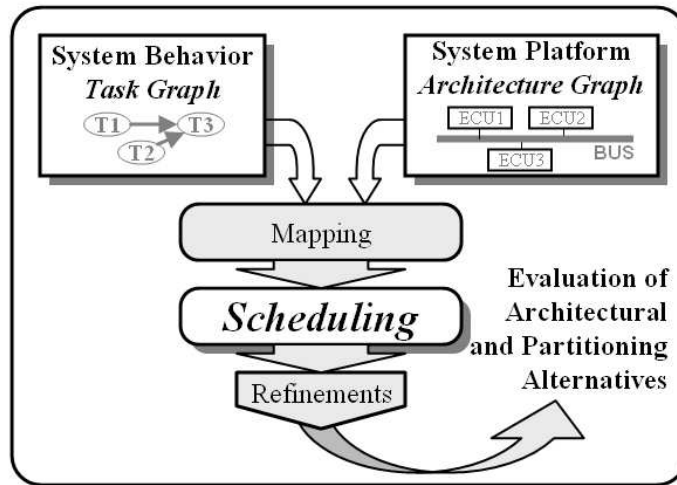 System Behavior
Task Graph
T1
T3
T2
System Platform
Architecture Graph
ECU1
ECU2
BUS
ECU3
Mapping
Scheduling
Refinements
Evaluation of
Architectural
and Partitioning
Alternatives